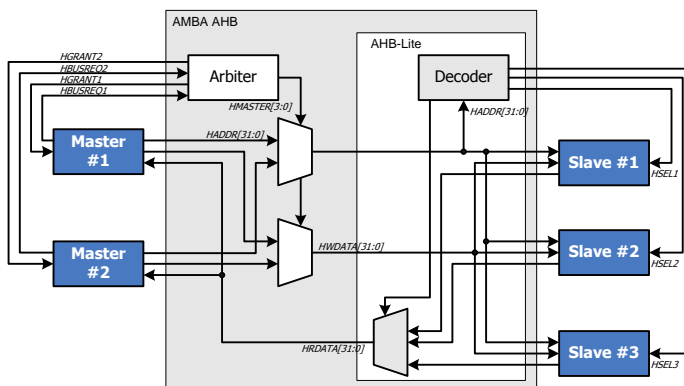 AMBA AHB
HGRANT2
HBUSREQ2
HGRANT1
HBUSREQ1
Arbiter
HMASTER[3:0]
AHB-Lite
Decoder
HADDR[31:0]
HADDR[31:0]
Master
#1
Slave #1
HSEL1
Master
#2
HWDATA[31:0]
Slave #2
HSEL2
HRDATA[31:0]
Slave #3
HSEL3